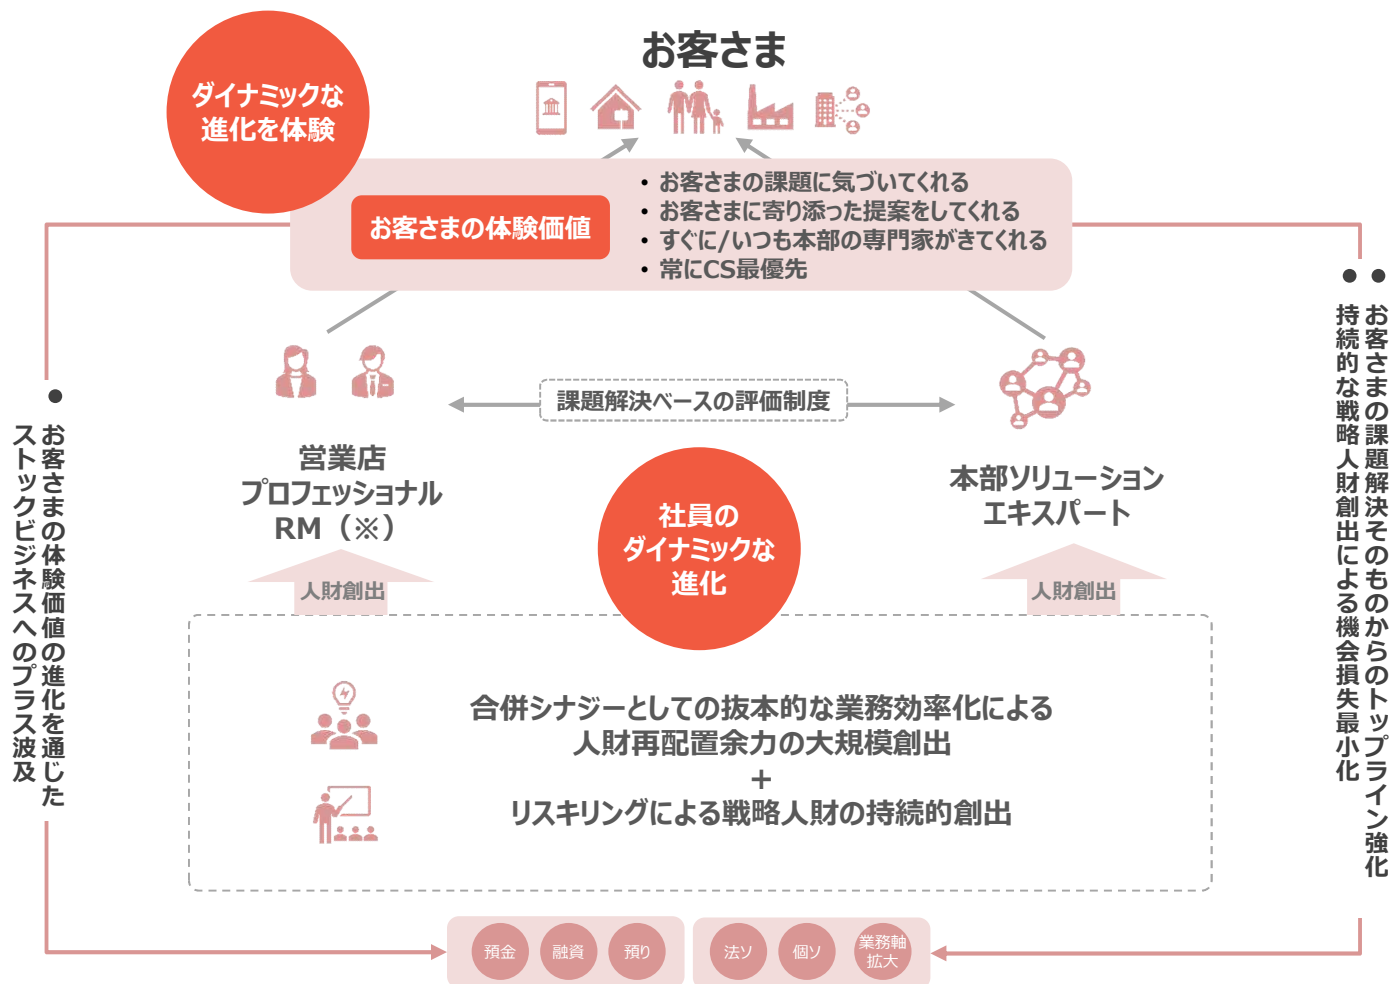 お客さま
ダイナミックな
進化を体験
お客さまの体験価値
• お客さまの課題に気づいてくれる
• お客さまに寄り添った提案をしてくれる
• すぐに/いつも本部の専門家がきてくれる
• 常にCS最優先
課題解決ベースの評価制度
営業店
プロフェッショナル
RM（※）
本部ソリューション
エキスパート
社員の
ダイナミックな
進化
人財創出
人財創出
合併シナジーとしての抜本的な業務効率化による
人財再配置余力の大規模創出
+
リスキリングによる戦略人財の持続的創出
● お客さまの体験価値の進化を通じた
ストックビジネスへのプラス波及
● お客さまの課題解決そのものからのトップライン強化
● 持続的な戦略人財創出による機会損失最小化
預金
融資
預り
法ソ
個ソ
業務軸
拡大